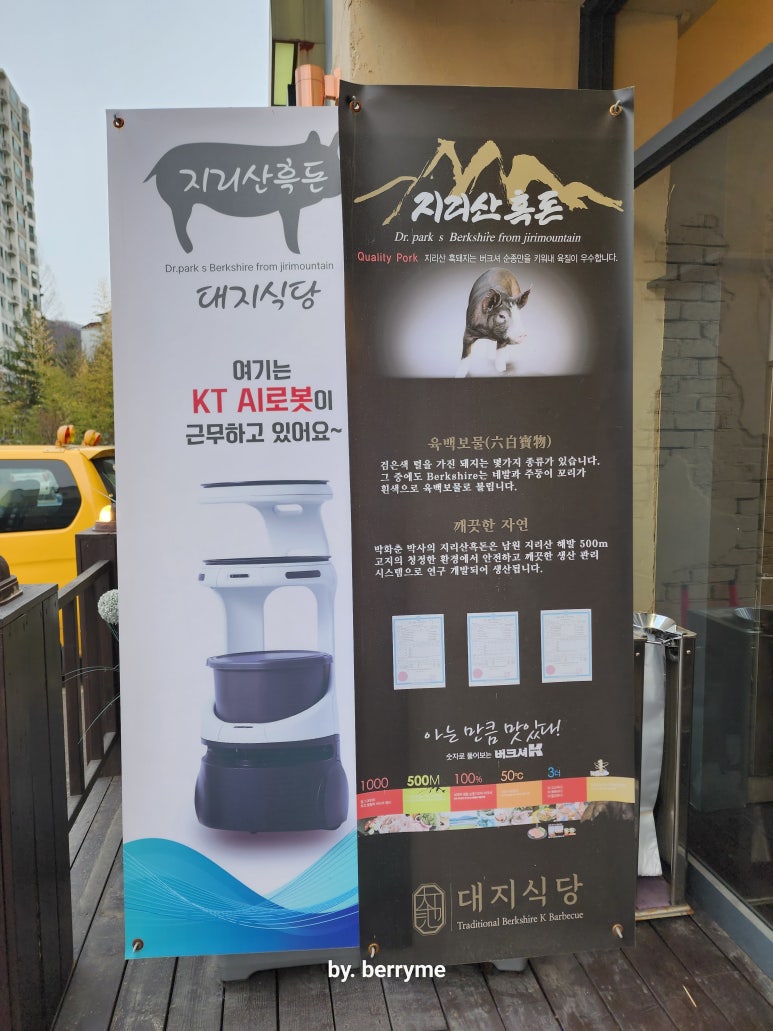 지리산흑돈
Dr.park s Berkshire from jirimountain
대지식당
여기는
KT AI로봇이
근무하고 있어요~
지리산흑돈
Dr. park s Berkshire from jirimountain
Quality Pork 지리산 흑돼지는 버크셔 순종만을 키워내 육질이 우수합니다.
육백보물(六白寶物)
검은색 털을 가진 돼지는 몇가지 종류가 있습니다.
그 중에도 Berkshire는 네발과 주둥이 꼬리가
흰색으로 육백보물로 불립니다.
깨끗한 자연
박화춘 박사의 지리산흑돈은 남원 지리산 해발 500m
고지의 청정한 환경에서 안전하고 깨끗한 생산 관리
시스템으로 연구 개발되어 생산됩니다.
아는 만큼 맛있다!
숫자로 풀어보는 버크셔K
1000 500M 100% 50℃ 3더
대지식당
Traditional Berkshire K Barbecue
by. berryme